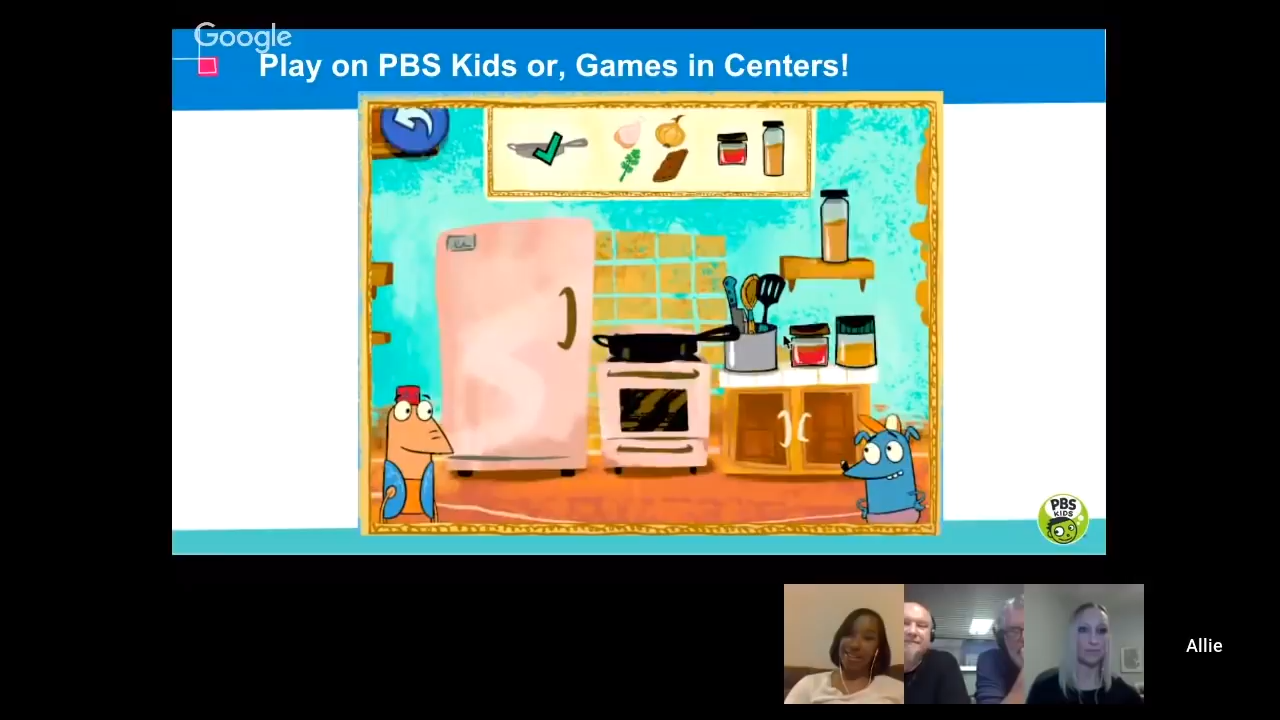 Google
Play on PBS Kids or, Games in Centers!
PBS
KIDS
Allie